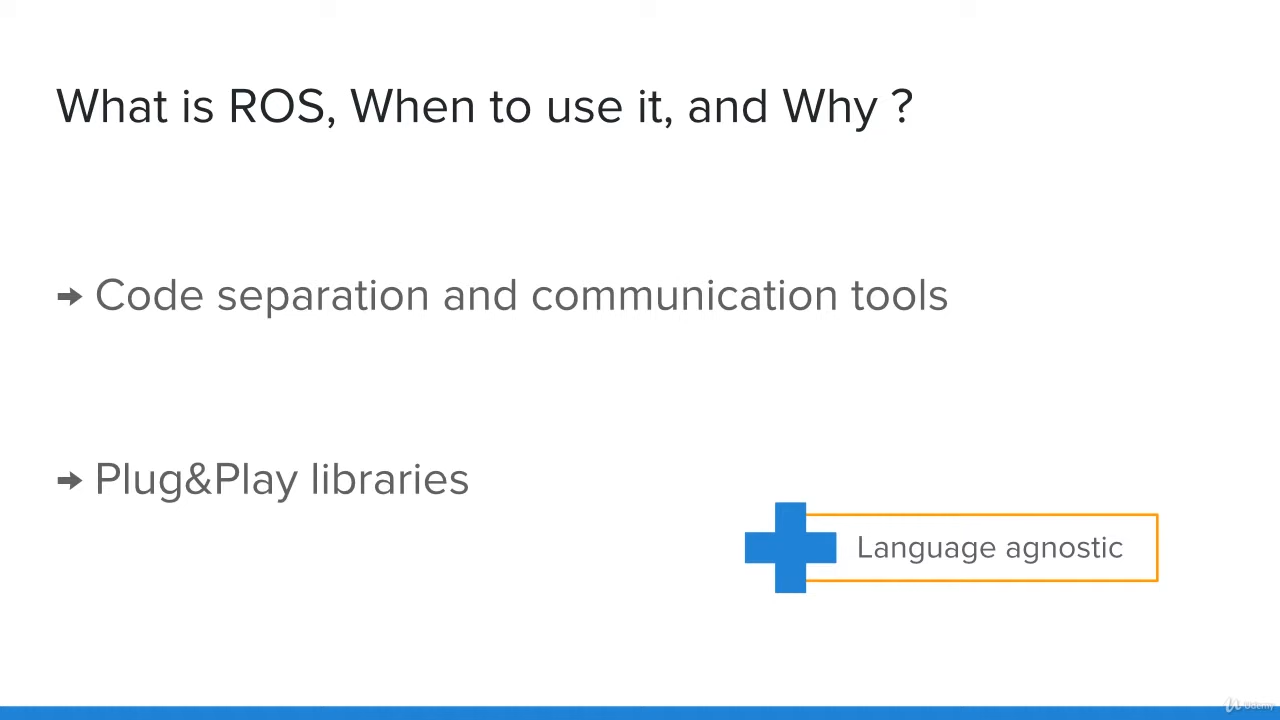 What is ROS, When to use it, and Why ?
➡ Code separation and communication tools
➡ Plug&Play libraries
Language agnostic
Udemy